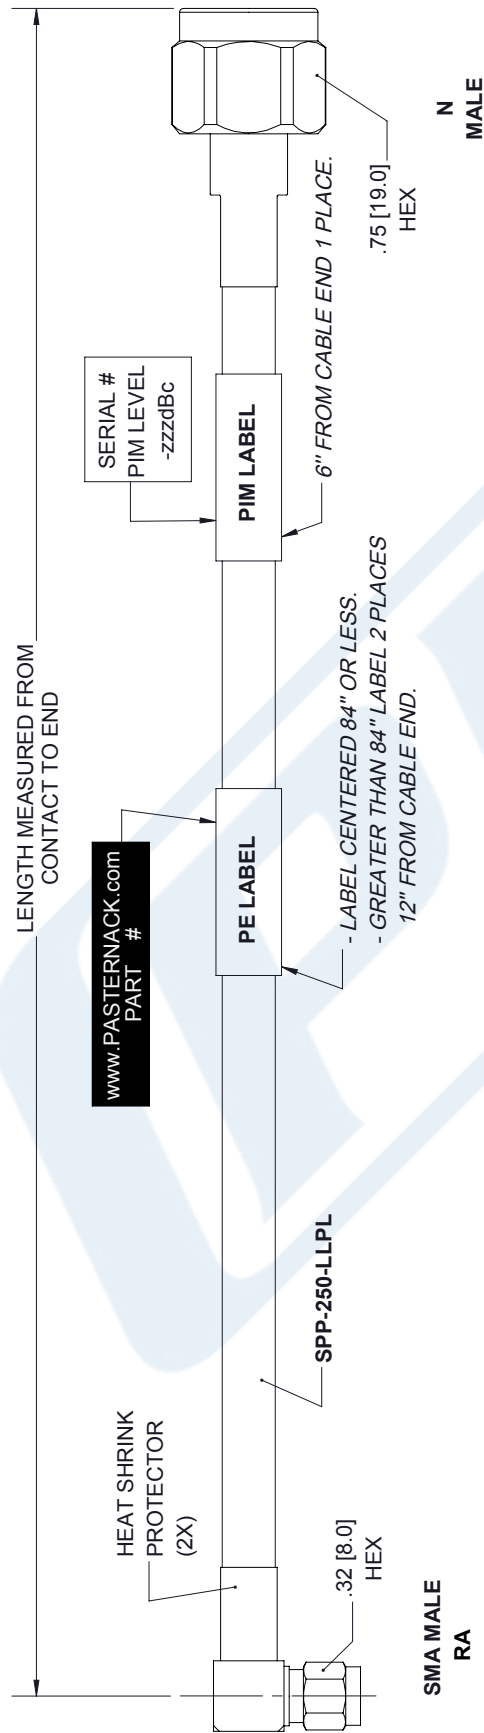 LENGTH MEASURED FROM
CONTACT TO END
HEAT SHRINK
PROTECTOR
(2X)
www.PASTERNACK.com
PART #
SERIAL #
PIM LEVEL
-zzzdBc
PE LABEL
PIM LABEL
.32 [8.0]
HEX
SPP-250-LLPL
- LABEL CENTERED 84" OR LESS.
- GREATER THAN 84" LABEL 2 PLACES
12" FROM CABLE END.
6" FROM CABLE END 1 PLACE.
.75 [19.0]
HEX
SMA MALE
RA
N
MALE